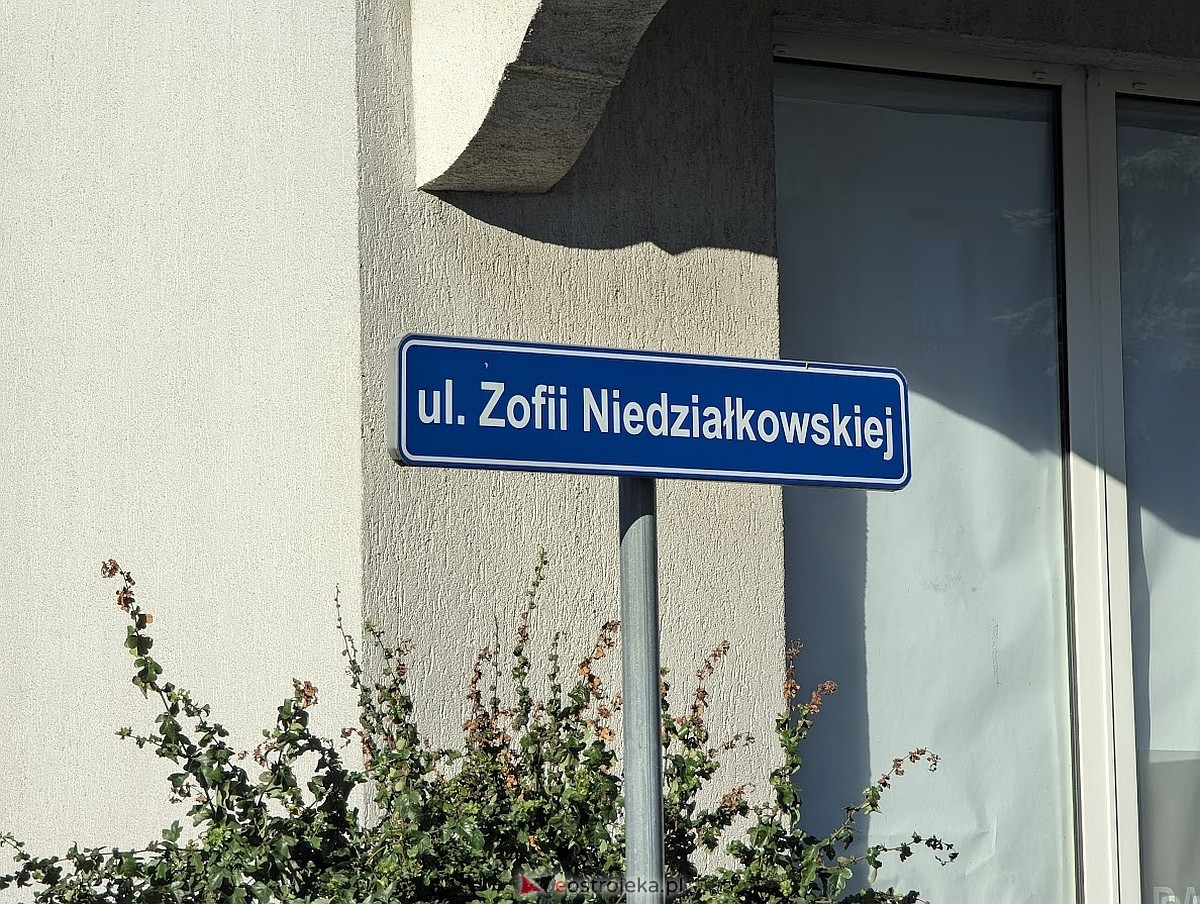 ul. Zofii Niedziałkowskiej
eostroleka.pl